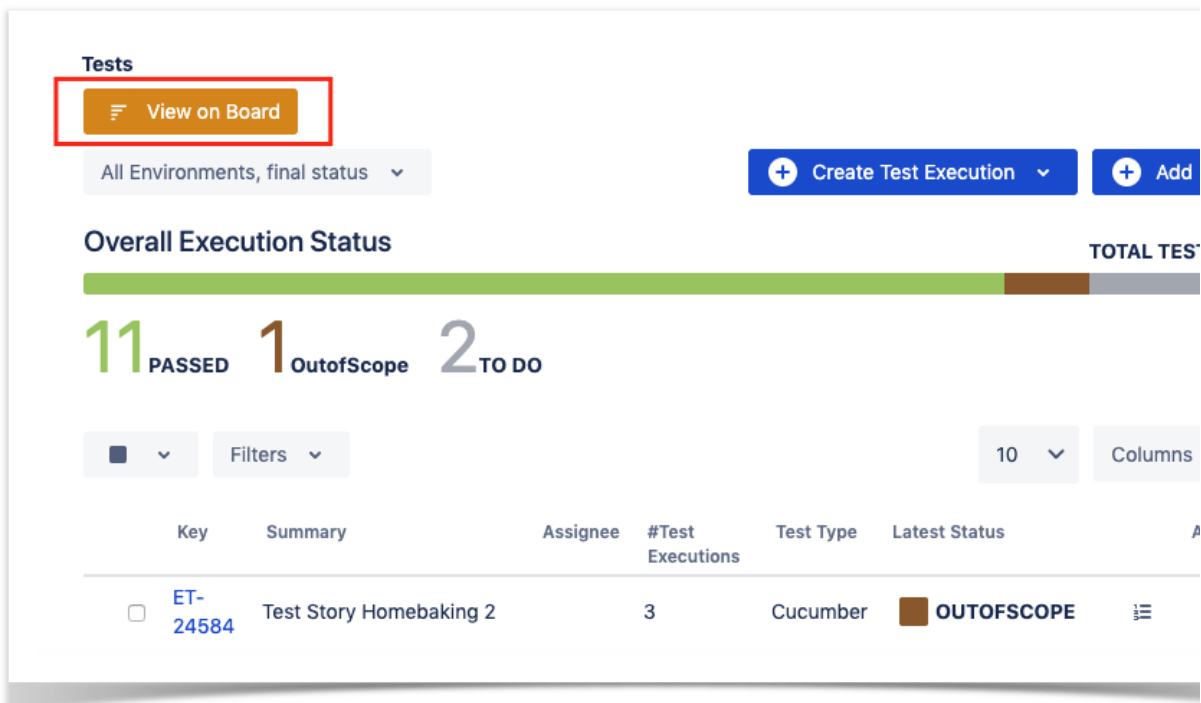 Tests
View on Board
All Environments, final status
Create Test Execution
Add
Overall Execution Status
TOTAL TEST
11 PASSED 1 OutofScope 2 TO DO
Filters
10
Columns
Key Summary Assignee #Test Executions Test Type Latest Status A
ET-24584 Test Story Homebaking 2 3 Cucumber OUTOFSCOPE